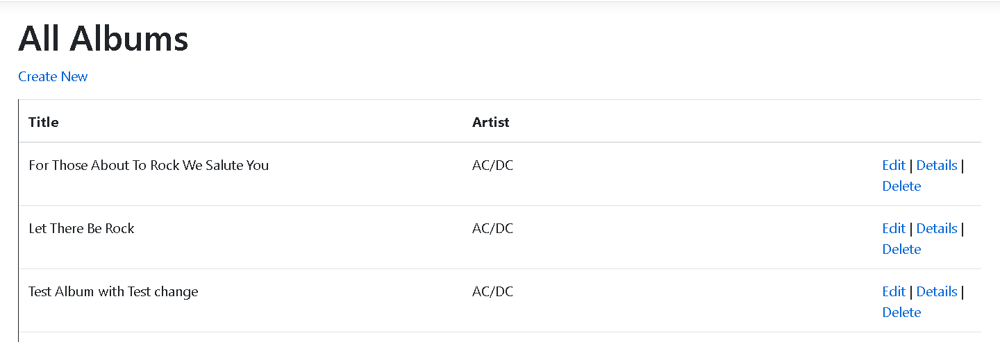 All Albums
Create New
Title Artist
For Those About To Rock We Salute You AC/DC Edit | Details |
Delete
Let There Be Rock AC/DC Edit | Details |
Delete
Test Album with Test change AC/DC Edit | Details |
Delete